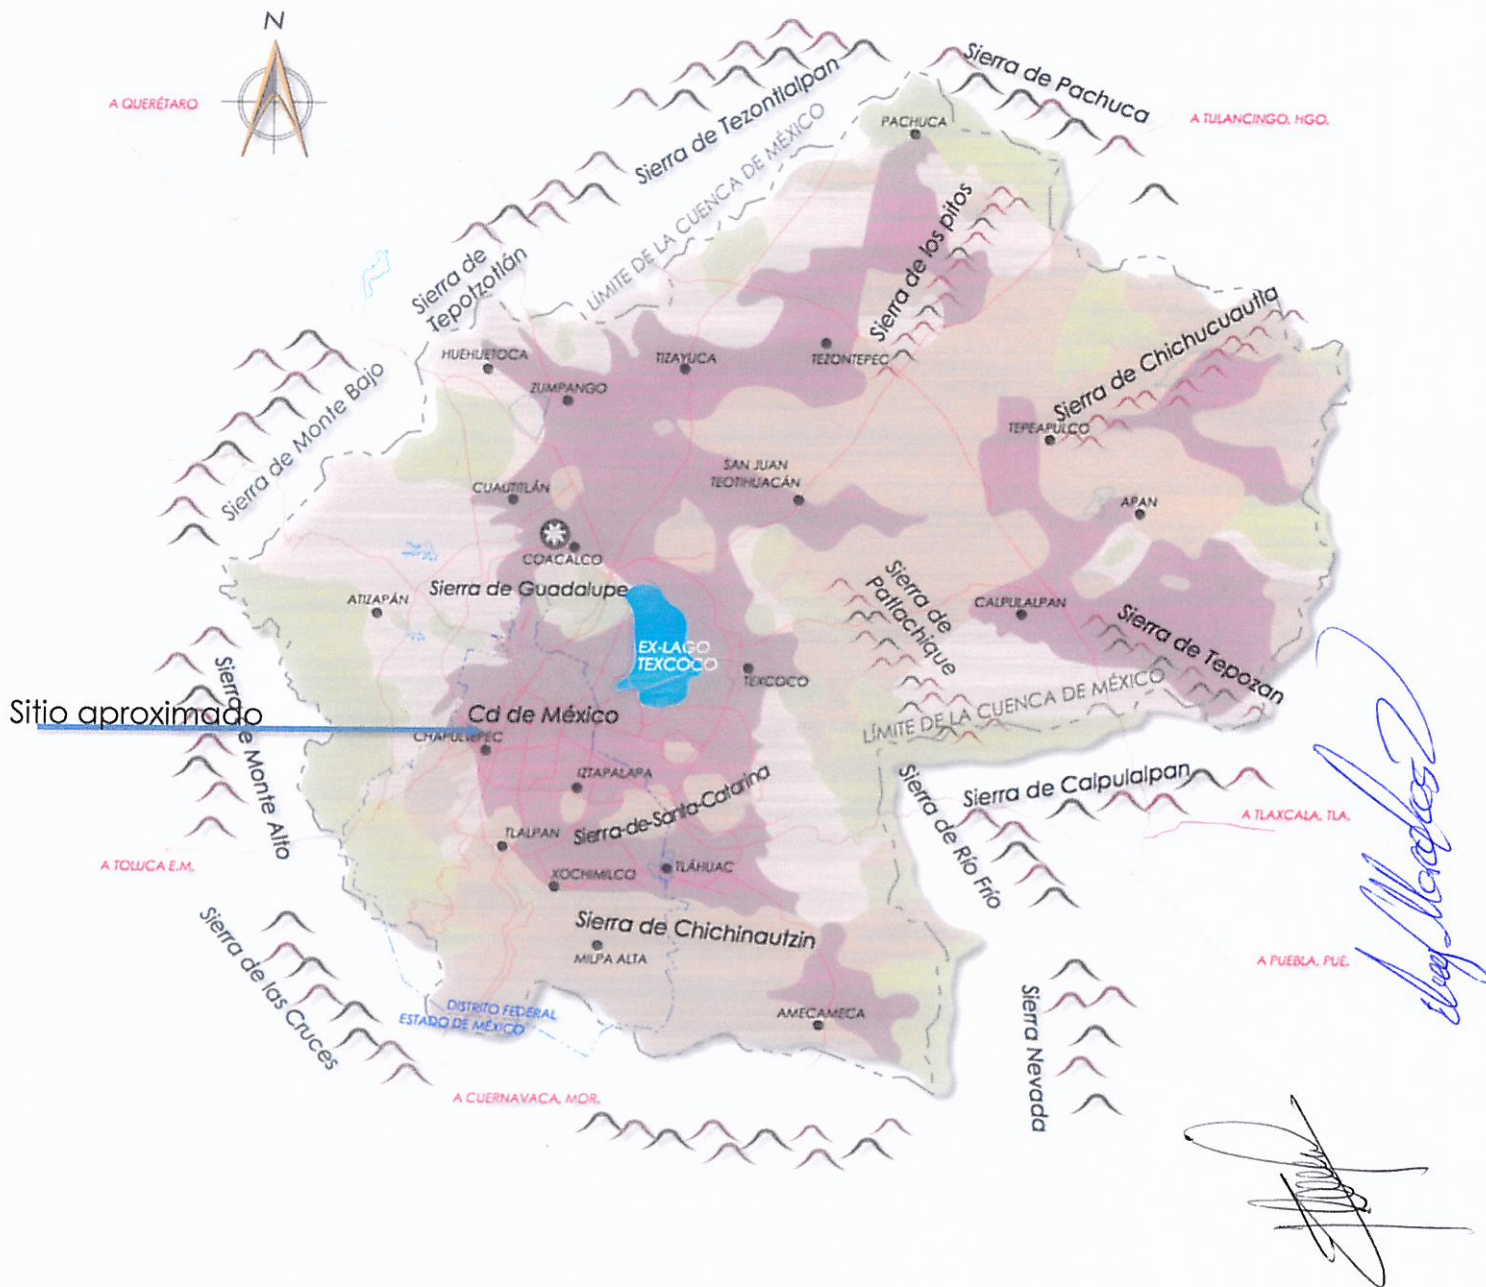 N
A QUERÉTARO
Sierra de Tezontlalpan
Sierra de Pachuca
A TULANCINGO, HGO.
PACHUCA
LÍMITE DE LA CUENCA DE MÉXICO
Sierra de
Tepotzotlán
Sierra de los pitos
HUEHUETOCA
TIZAYUCA
TEZONTEPEC
Sierra de Chichucuautla
ZUMPANGO
Sierra de Monte Bajo
TEPEAPULCO
SAN JUAN
TEOTIHUACÁN
CUAUTITLÁN
APAN
COACALCO
Sierra de Guadalupe
ATIZAPÁN
Sierra de
Patlachique
CALPULALPAN
Sierra de Tepozan
EX-LAGO
TEXCOCO
TEXCOCO
LÍMITE DE LA CUENCA DE MÉXICO
Sitio aproximado
Sierra de Monte Alto
Cd de México
CHAPULTEPEC
IZTAPALAPA
Sierra-de-Santa-Catarina
Sierra de Calpulalpan
Sierra de Río Frío
A TLAXCALA, TLA.
TLALPAN
A TOLUCA E.M.
XOCHIMILCO
TLÁHUAC
Sierra de las Cruces
Sierra de Chichinautzin
MILPA ALTA
A PUEBLA, PUE.
DISTRITO FEDERAL
ESTADO DE MÉXICO
AMECAMECA
Sierra Nevada
A CUERNAVACA, MOR.